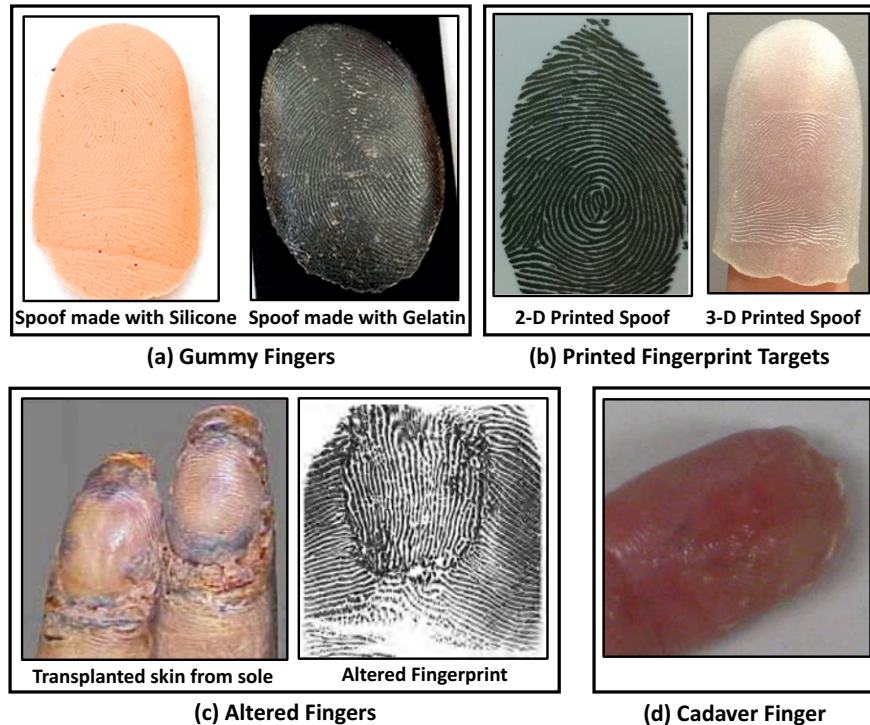 Spoof made with Silicone
Spoof made with Gelatin
2-D Printed Spoof
3-D Printed Spoof
(a) Gummy Fingers
(b) Printed Fingerprint Targets
Transplanted skin from sole
Altered Fingerprint
(c) Altered Fingers
(d) Cadaver Finger